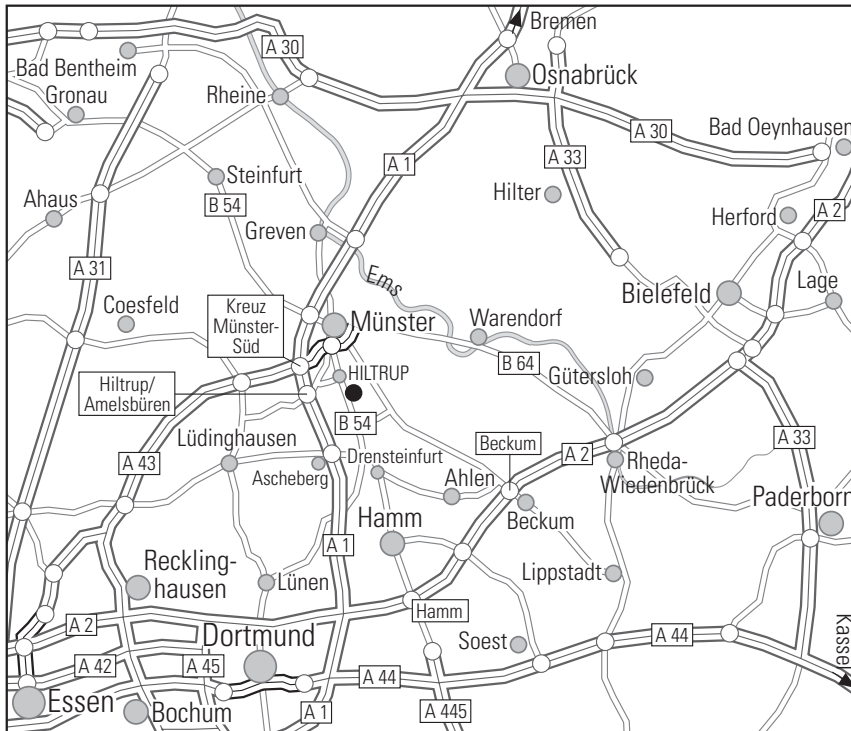 Bremen
A 30
Bad Bentheim
Osnabrück
Gronau
Rheine
A 30
Bad Oeynhausen
A 1
A 33
Steinfurt
Hilter
Ahaus
B 54
Herford
A 2
Greven
A 31
Ems
Lage
Coesfeld
Kreuz
Münster-
Süd
Bielefeld
Münster
Warendorf
B 64
HILTRUP
Gütersloh
Hiltrup/
Amelsbüren
B 54
Lüdinghausen
Drensteinfurt
Beckum
A 2
A 33
A 43
Ascheberg
Ahlen
Rheda-
Wiedenbrück
Paderborn
Beckum
Hamm
A 1
Reckling-
hausen
Lünen
Lippstadt
Hamm
A 2
Soest
A 44
Dortmund
Kassel
A 42
A 45
A 44
Essen
Bochum
A 1
A 445